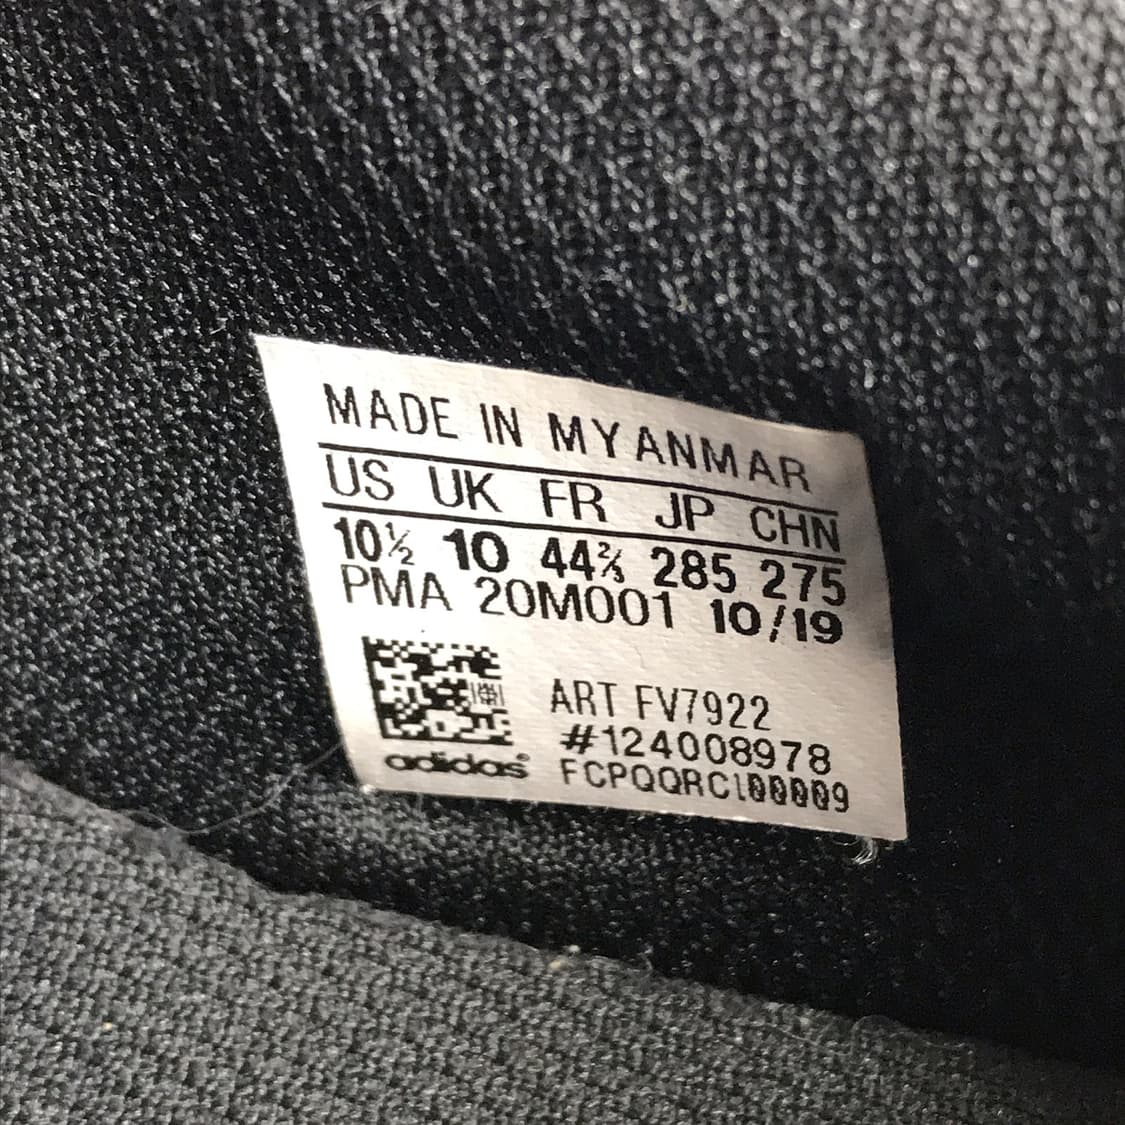 MADE IN MYANMAR
US UK FR JP CHN
10½ 10 44⅔ 285 275
PMA 20M001 10/19
ART FV7922
#124008978
adidas® FCPQQRCl00009